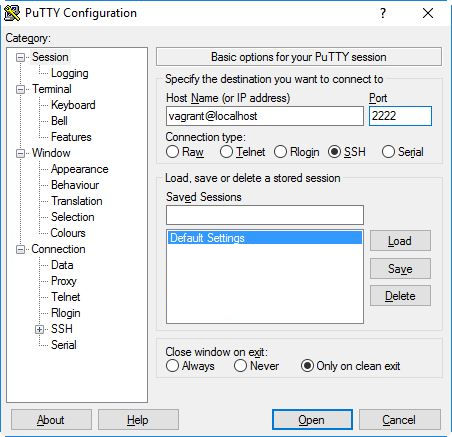 PuTTY Configuration
?
Category:
Session
Logging
Terminal
Keyboard
Bell
Features
Window
Appearance
Behaviour
Translation
Selection
Colours
Connection
Data
Proxy
Telnet
Rlogin
SSH
Serial
Basic options for your PuTTY session
Specify the destination you want to connect to
Host Name (or IP address) Port
vagrant@localhost 2222
Connection type:
Raw Telnet Rlogin SSH Serial
Load, save or delete a stored session
Saved Sessions
Default Settings
Load
Save
Delete
Close window on exit:
Always Never Only on clean exit
About Help Open Cancel